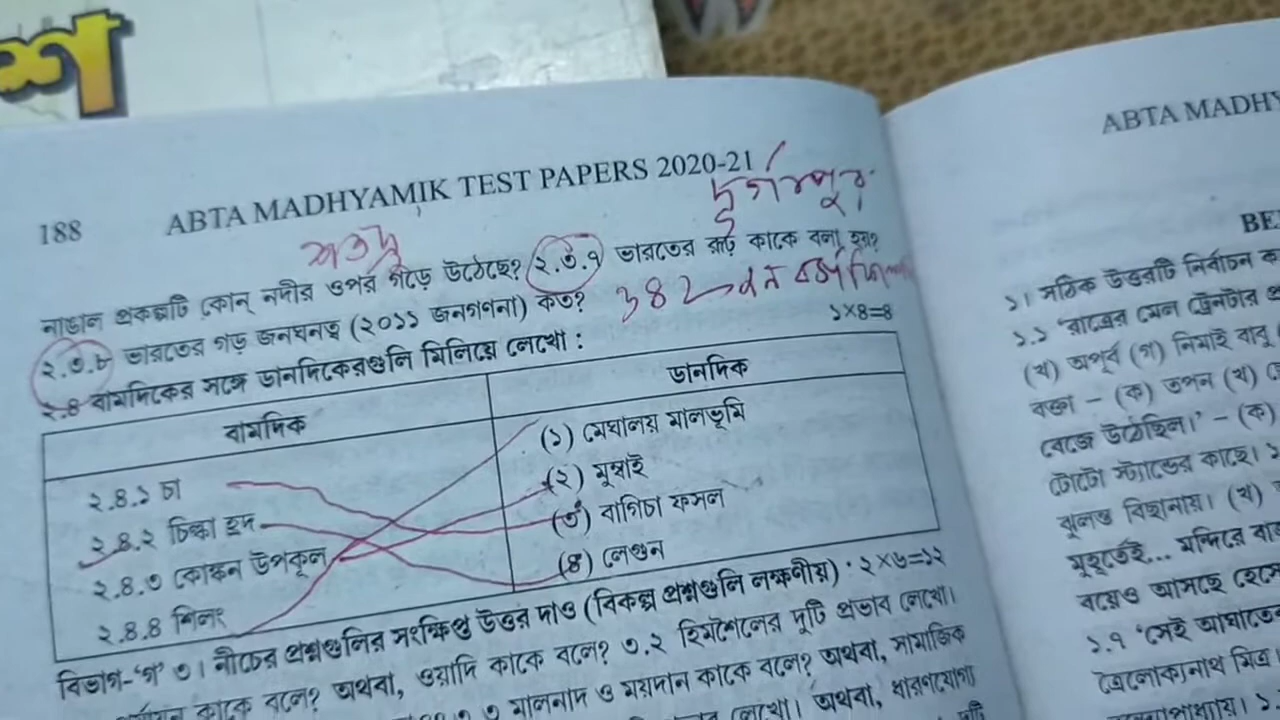 শ
188 ABTA MADHYAMIK TEST PAPERS 2020-21
দুর্গাপুর
শতদ্রু
নাঙাল প্রকল্পটি কোন্ নদীর ওপর গড়ে উঠেছে? ২.৩.৭ ভারতের রূঢ় কাকে বলা হয়?
382 জন বর্গকিমি
২.৩.৮ ভারতের গড় জনঘনত্ব (২০১১ জনগণনা) কত?
২.৪ বামদিকের সঙ্গে ডানদিকেরগুলি মিলিয়ে লেখো : ১×৪=৪
বামদিক
ডানদিক
২.৪.১ চা
(১) মেঘালয় মালভূমি
২.৪.২ চিল্কা হ্রদ
(২) মুম্বাই
২.৪.৩ কোঙ্কন উপকূল
(৩) বাগিচা ফসল
২.৪.৪ শিলং
(৪) লেগুন
বিভাগ-‘গ’ ৩। নীচের প্রশ্নগুলির সংক্ষিপ্ত উত্তর দাও (বিকল্প প্রশ্নগুলি লক্ষণীয়) : ২×৬=১২
কাকে বলে? অথবা, ওয়াদি কাকে বলে? ৩.২ হিমশৈলের দুটি প্রভাব লেখো।
মালনাদ ও ময়দান কাকে বলে? অথবা, সামাজিক
লেখো। অথবা, ধারণযোগ্য
ABTA MADHY
BE
১। সঠিক উত্তরটি নির্বাচন ক
১.১ ‘রাত্রের মেল ট্রেনটার প্র
(খ) অপূর্ব (গ) নিমাই বাবু
বক্তা – (ক) তপন (খ)
বেজে উঠেছিল।’ – (ক)
টোটো স্ট্যান্ডের কাছে।
ঝুলন্ত বিছানায়। (খ)
মুহূর্তেই... মন্দিরে বা
বয়েও আসছে হেসে
১.৭ ‘সেই আঘাতে
ত্রৈলোক্যনাথ মিত্র।